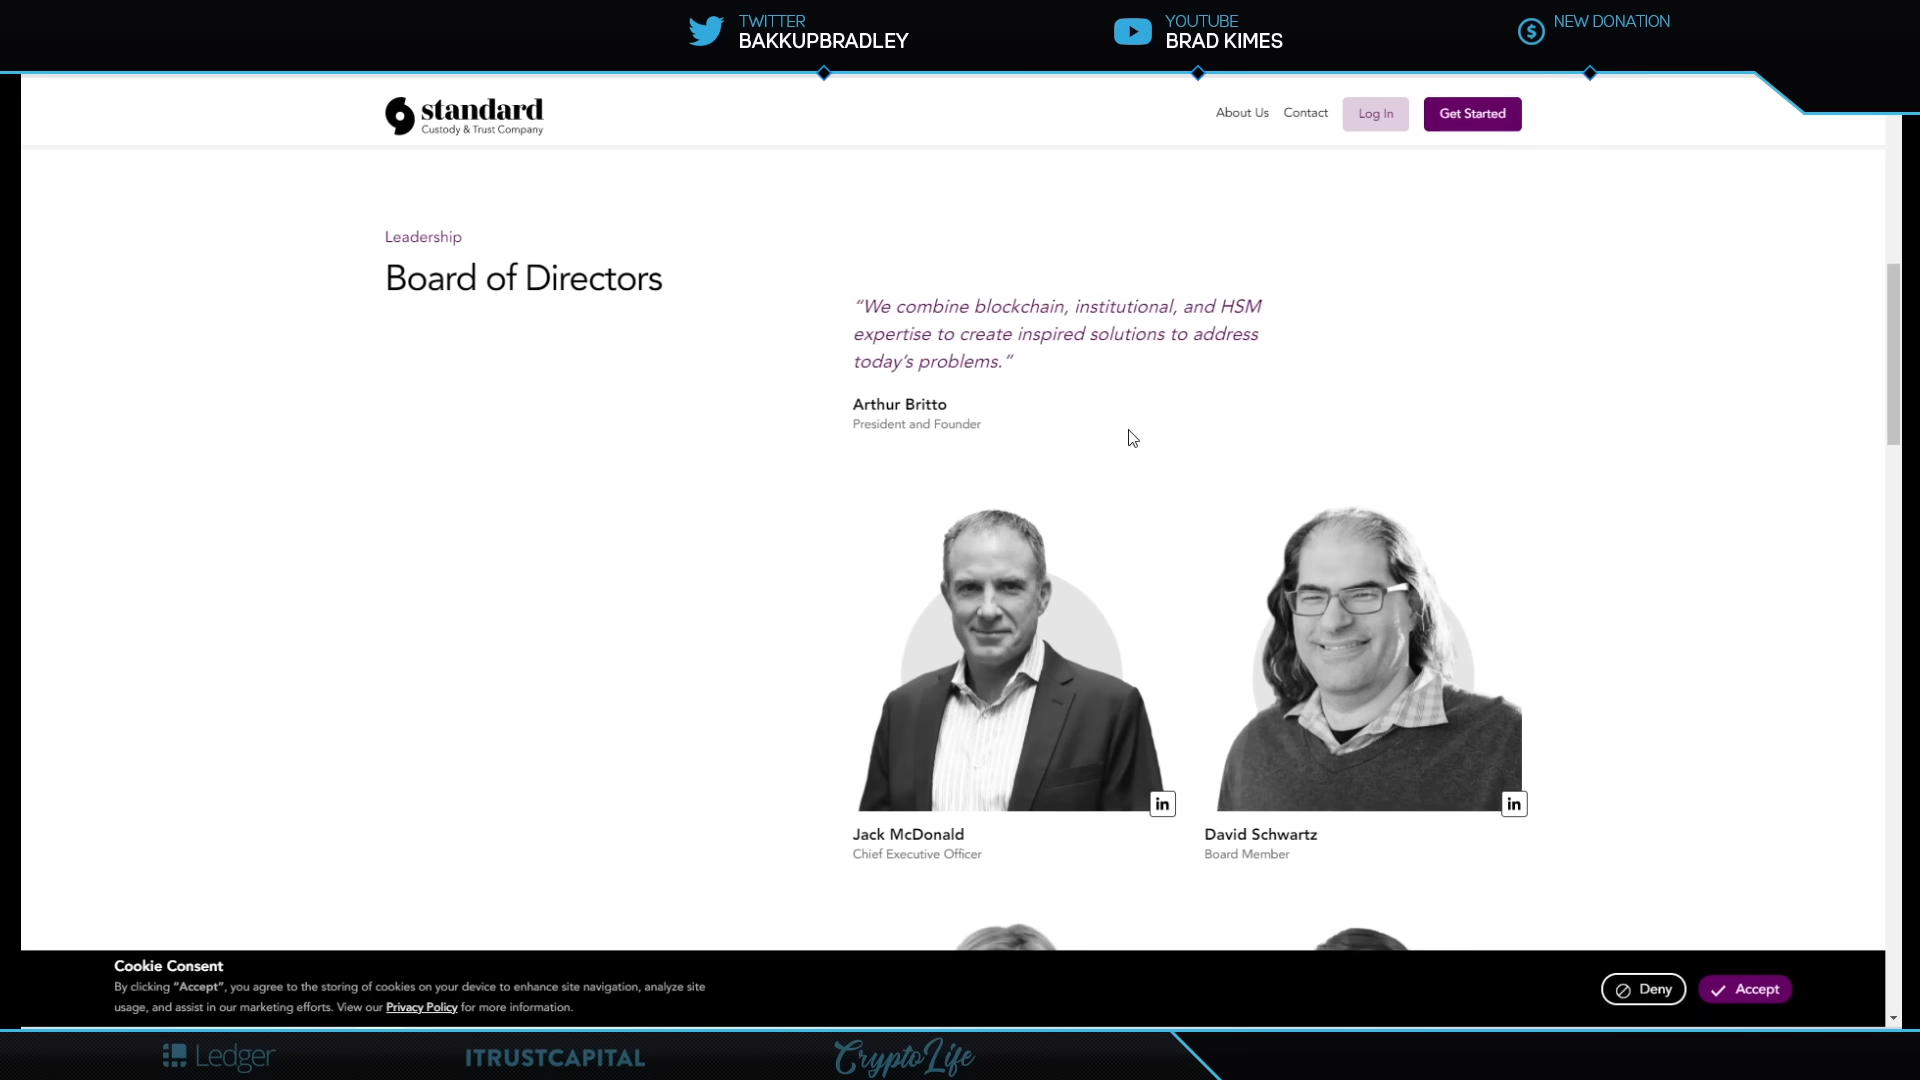 TWITTER
BAKKUPBRADLEY
YOUTUBE
BRAD KIMES
NEW DONATION
standard
Custody & Trust Company
About Us
Contact
Log In
Get Started
Leadership
Board of Directors
“We combine blockchain, institutional, and HSM
expertise to create inspired solutions to address
today’s problems.”
Arthur Britto
President and Founder
in
in
Jack McDonald
Chief Executive Officer
David Schwartz
Board Member
Cookie Consent
By clicking “Accept”, you agree to the storing of cookies on your device to enhance site navigation, analyze site
usage, and assist in our marketing efforts. View our Privacy Policy for more information.
Deny
Accept
Ledger
ITRUSTCAPITAL
CryptoLife